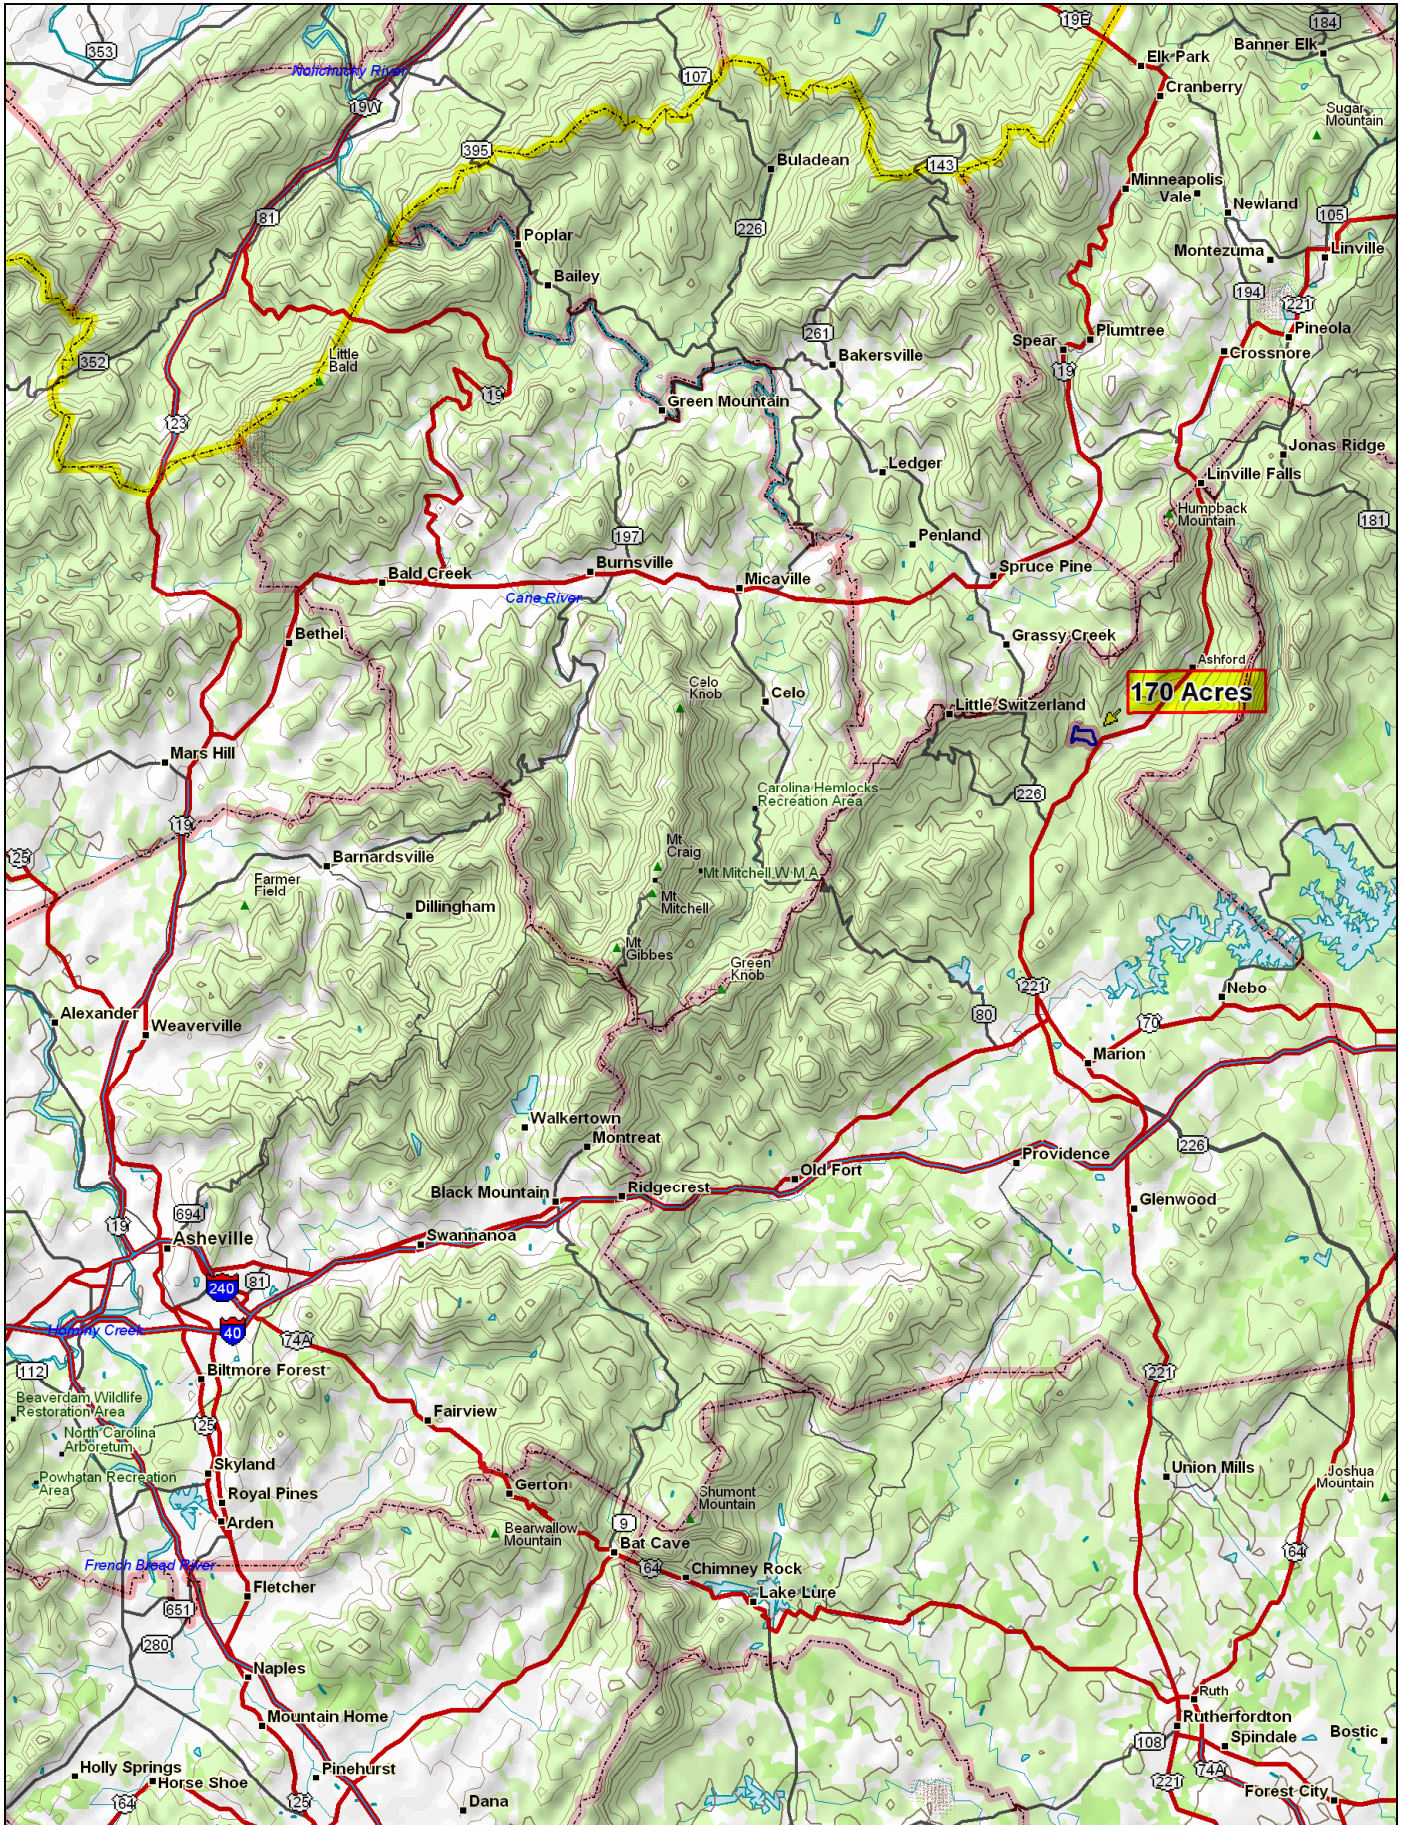 19E
184
353
Banner Elk
Elk Park
Nolichucky River
107
Cranberry
19W
Sugar
Mountain
395
Buladean
143
Minneapolis
Vale
Newland
81
105
226
Poplar
Montezuma
Linville
Bailey
194
221
261
Plumtree
Pineola
Spear
Little
Bald
Bakersville
Crossnore
352
19
19
Green Mountain
23
Jonas Ridge
Ledger
Linville Falls
Humpback
Mountain
181
197
Penland
Burnsville
Bald Creek
Micaville
Spruce Pine
Cane River
Bethel
Grassy Creek
Ashford
Celo
Knob
Celo
170 Acres
Little Switzerland
Mars Hill
Carolina Hemlocks
Recreation Area
226
19
25
Mt
Craig
Barnardsville
Mt Mitchell W M A
Farmer
Field
Mt
Mitchell
Dillingham
Mt
Gibbes
Green
Knob
221
Nebo
Alexander
80
70
Weaverville
Marion
Walkertown
Montreat
226
Providence
Old Fort
Black Mountain
Ridgecrest
Glenwood
694
19
Asheville
Swannanoa
240
81
Hominy Creek
40
74A
112
Biltmore Forest
221
Beaverdam Wildlife
Restoration Area
Fairview
25
North Carolina
Arboretum
Skyland
Union Mills
Powhatan Recreation
Area
Joshua
Mountain
Gerton
Royal Pines
Shumont
Mountain
Arden
9
Bearwallow
Mountain
Bat Cave
64
French Broad River
64
Chimney Rock
Fletcher
Lake Lure
651
280
Naples
Ruth
Mountain Home
Rutherfordton
Bostic
108
Spindale
Holly Springs
Pinehurst
74A
Horse Shoe
221
Forest City
64
25
Dana